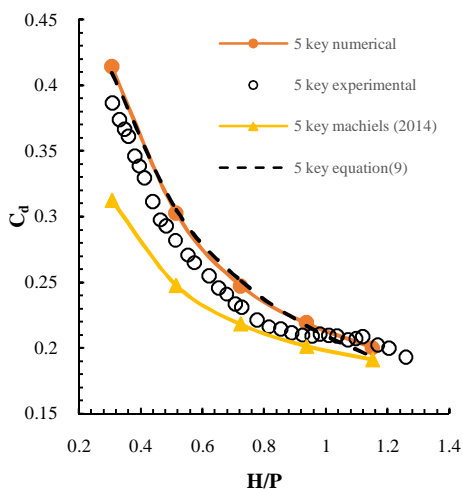 0.45
0.4
0.35
0.3
0.25
0.2
0.15
C_d
5 key numerical
5 key experimental
5 key machiels (2014)
5 key equation(9)
0.2 0.4 0.6 0.8 1 1.2 1.4
H/P